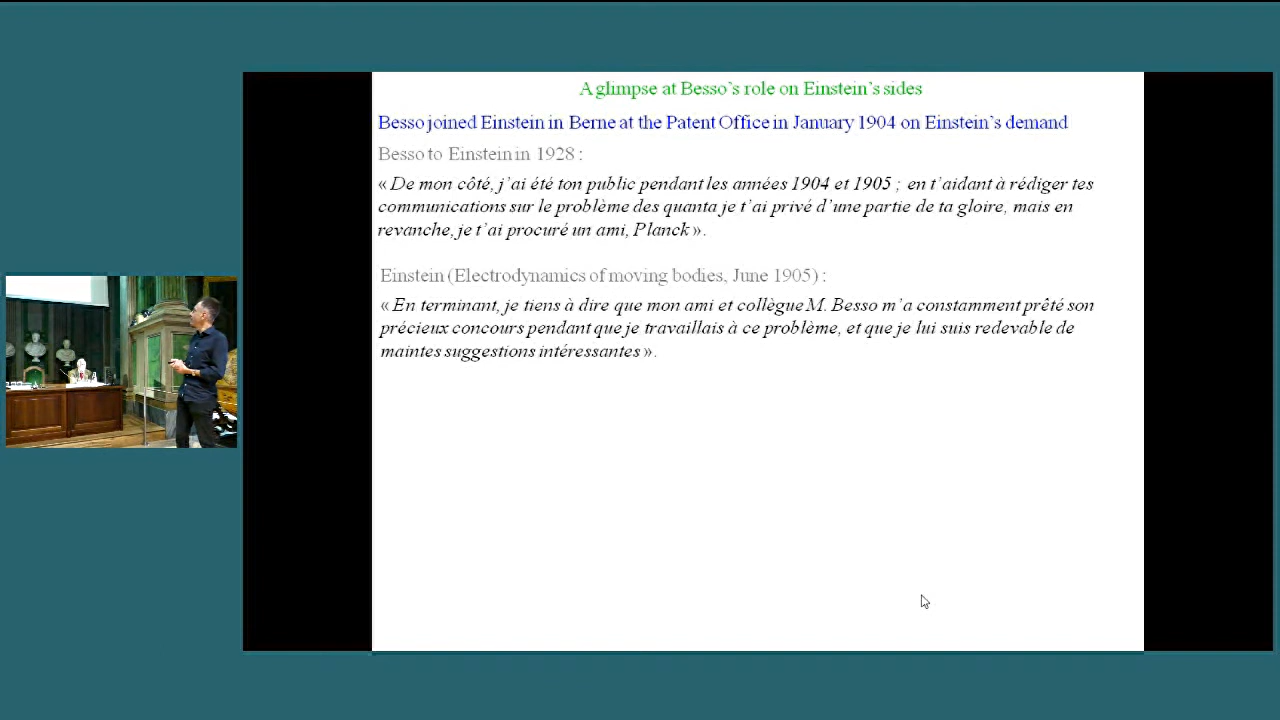 A glimpse at Besso's role on Einstein's sides
Besso joined Einstein in Berne at the Patent Office in January 1904 on Einstein's demand
Besso to Einstein in 1928 :
« De mon côté, j'ai été ton public pendant les années 1904 et 1905 ; en t'aidant à rédiger tes
communications sur le problème des quanta je t'ai privé d'une partie de ta gloire, mais en
revanche, je t'ai procuré un ami, Planck ».
Einstein (Electrodynamics of moving bodies, June 1905) :
« En terminant, je tiens à dire que mon ami et collègue M. Besso m'a constamment prêté son
précieux concours pendant que je travaillais à ce problème, et que je lui suis redevable de
maintes suggestions intéressantes ».